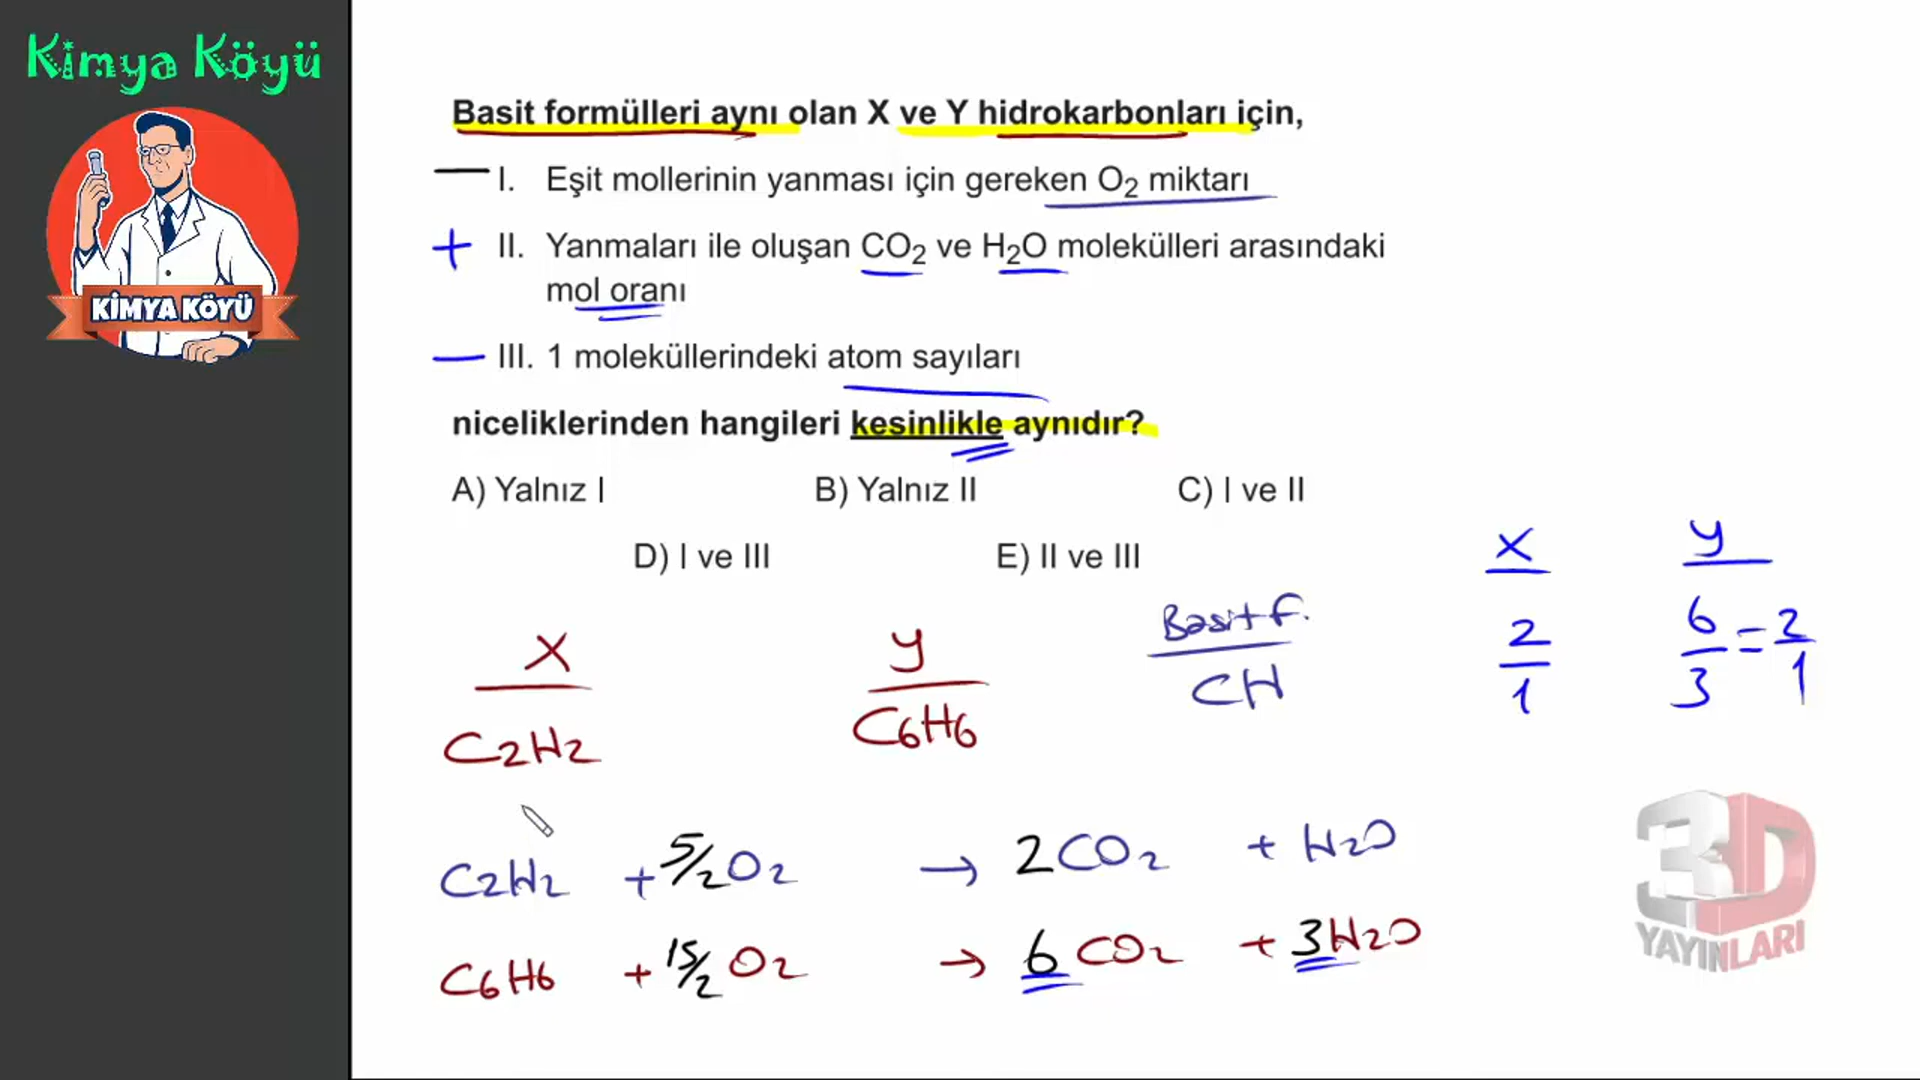 Kimya Köyü
KİMYA KÖYÜ
Basit formülleri aynı olan X ve Y hidrokarbonları için,
I. Eşit mollerinin yanması için gereken O₂ miktarı
+ II. Yanmaları ile oluşan CO₂ ve H₂O molekülleri arasındaki
mol oranı
III. 1 moleküllerindeki atom sayıları
niceliklerinden hangileri kesinlikle aynıdır?
A) Yalnız I B) Yalnız II C) I ve II
D) I ve III E) II ve III
X Y
2/1 6/3 = 2/1
X Y Basit F.
C2H2 C6H6 CH
C2H2 + 5/2 O2 → 2CO2 + H2O
C6H6 + 15/2 O2 → 6CO2 + 3H2O
3D
YAYINLARI